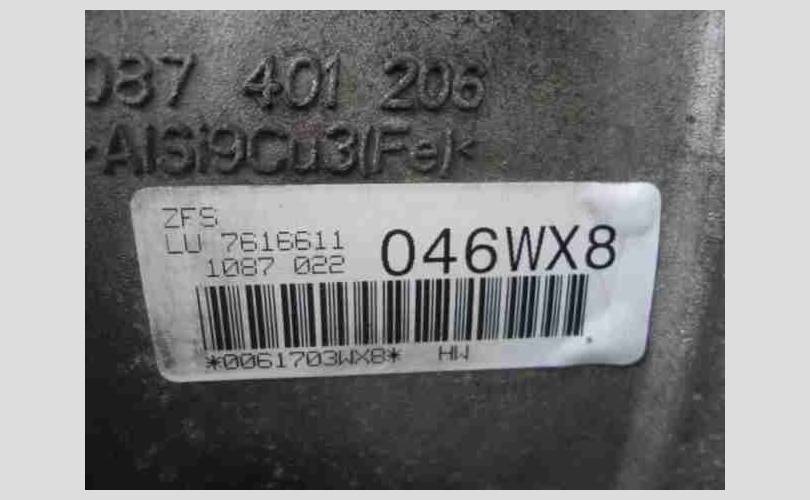 087 401 206
>AlSi9Cu3(Fe)<
ZFS
LU 7616611
1087 022
046WX8
*0061703WX8* HW